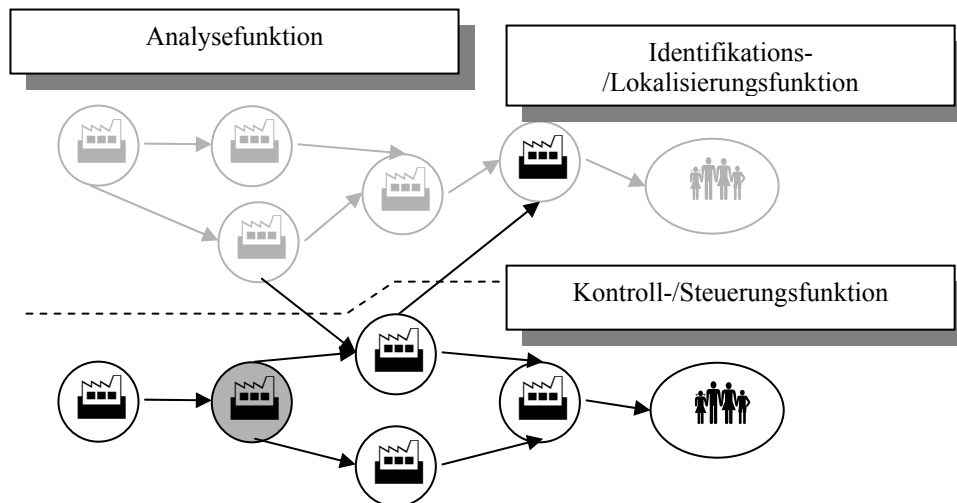 Analysefunktion
Identifikations-
/Lokalisierungsfunktion
Kontroll-/Steuerungsfunktion